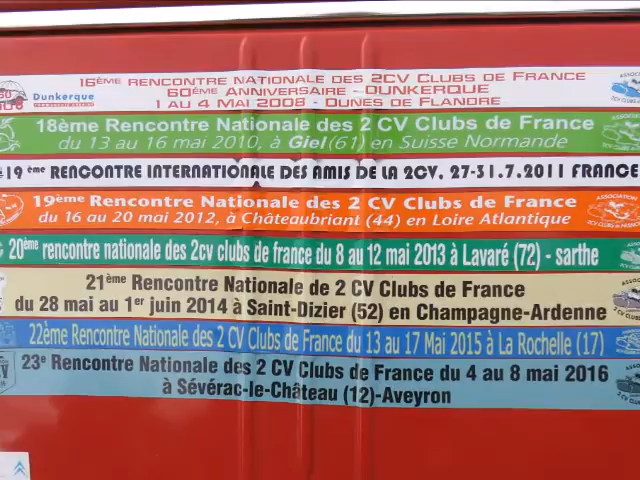 16ÈME RENCONTRE NATIONALE DES 2CV CLUBS DE FRANCE
Dunkerque
60ÈME ANNIVERSAIRE - DUNKERQUE
1 AU 4 MAI 2008 - DUNES DE FLANDRE
18ème Rencontre Nationale des 2 CV Clubs de France
du 13 au 16 mai 2010, à Giel (61) en Suisse Normande
19 ème RENCONTRE INTERNATIONALE DES AMIS DE LA 2CV, 27-31.7.2011 FRANCE
19ème Rencontre Nationale des 2 CV Clubs de France
du 16 au 20 mai 2012, à Châteaubriant (44) en Loire Atlantique
20ème rencontre nationale des 2cv clubs de france du 8 au 12 mai 2013 à Lavaré (72) - sarthe
21ème Rencontre Nationale de 2 CV Clubs de France
du 28 mai au 1er juin 2014 à Saint-Dizier (52) en Champagne-Ardenne
22ème Rencontre Nationale des 2 CV Clubs de France du 13 au 17 Mai 2015 à La Rochelle (17)
23e Rencontre Nationale des 2 CV Clubs de France du 4 au 8 mai 2016
à Sévérac-le-Château (12)-Aveyron